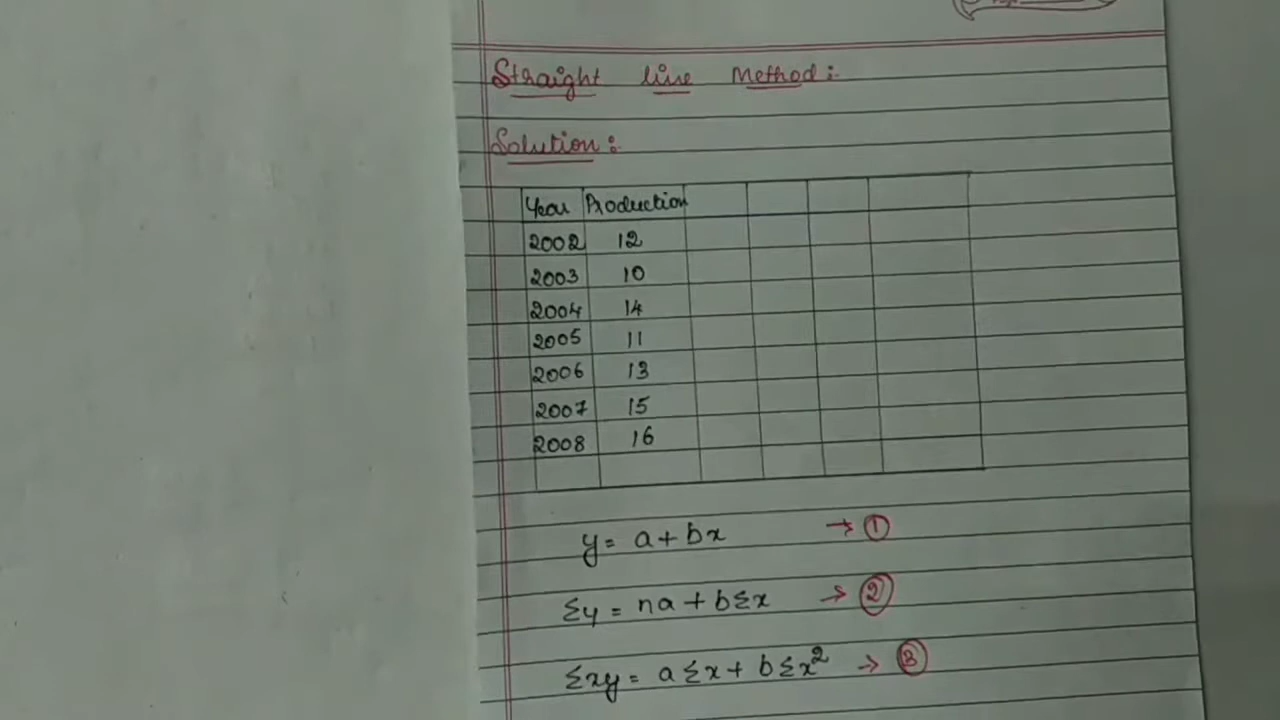 Straight line Method:
Solution:
Year Production
2002 12
2003 10
2004 14
2005 11
2006 13
2007 15
2008 16
y = a + bx → ①
Σy = na + bΣx → ②
Σxy = aΣx + bΣx² → ③